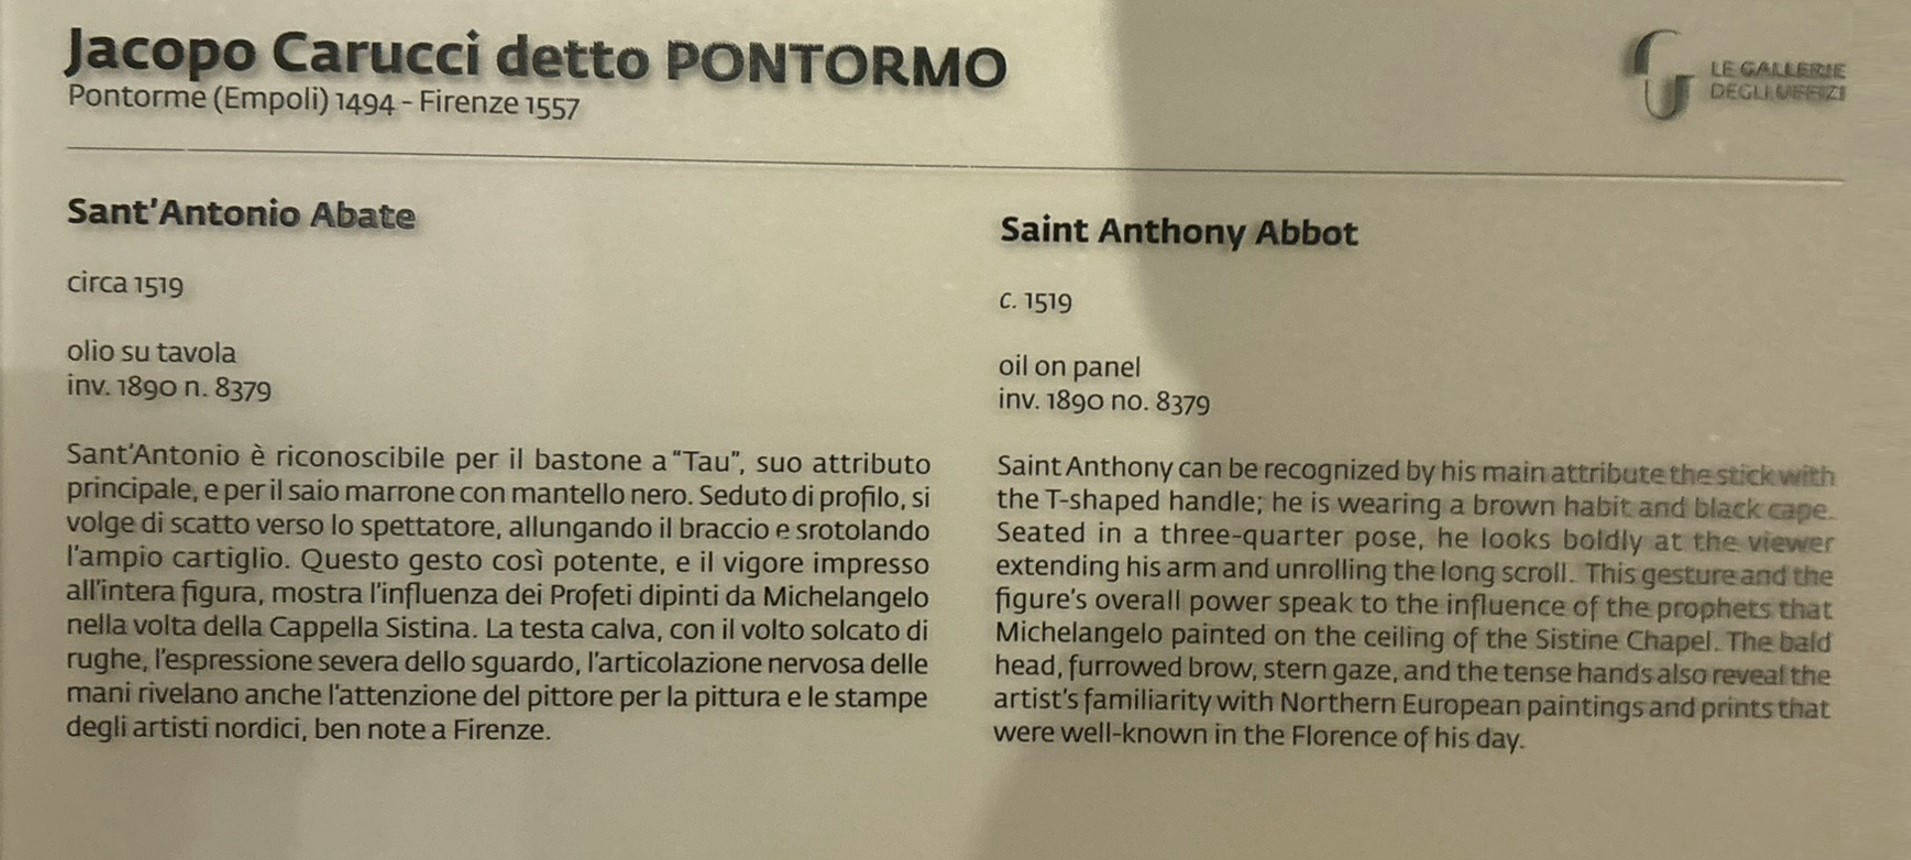 Jacopo Carucci detto PONTORMO
Pontorme (Empoli) 1494 - Firenze 1557
LE GALLERIE
DEGLI UFFIZI
Sant'Antonio Abate
circa 1519
olio su tavola
inv. 1890 n. 8379
Sant'Antonio è riconoscibile per il bastone a "Tau", suo attributo
principale, e per il saio marrone con mantello nero. Seduto di profilo, si
volge di scatto verso lo spettatore, allungando il braccio e srotolando
l'ampio cartiglio. Questo gesto così potente, e il vigore impresso
all'intera figura, mostra l'influenza dei Profeti dipinti da Michelangelo
nella volta della Cappella Sistina. La testa calva, con il volto solcato di
rughe, l'espressione severa dello sguardo, l'articolazione nervosa delle
mani rivelano anche l'attenzione del pittore per la pittura e le stampe
degli artisti nordici, ben note a Firenze.
Saint Anthony Abbot
c. 1519
oil on panel
inv. 1890 no. 8379
Saint Anthony can be recognized by his main attribute the stick with
the T-shaped handle; he is wearing a brown habit and black cape.
Seated in a three-quarter pose, he looks boldly at the viewer
extending his arm and unrolling the long scroll. This gesture and the
figure's overall power speak to the influence of the prophets that
Michelangelo painted on the ceiling of the Sistine Chapel. The bald
head, furrowed brow, stern gaze, and the tense hands also reveal the
artist's familiarity with Northern European paintings and prints that
were well-known in the Florence of his day.